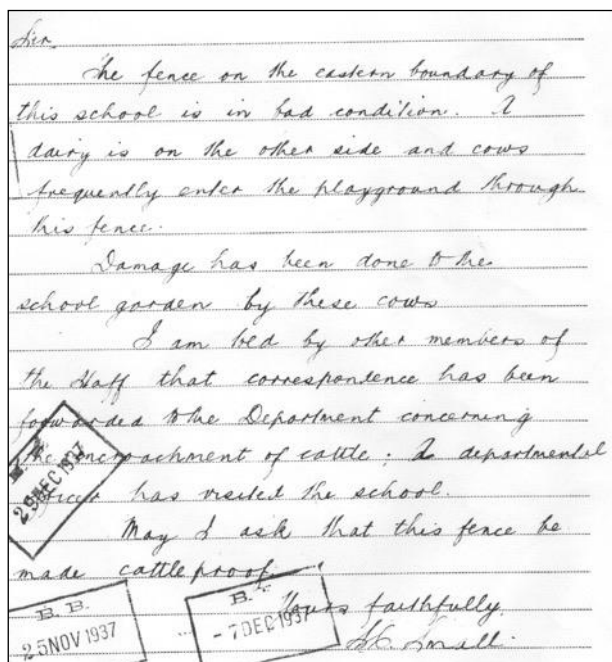 Sir,
The fence on the eastern boundary of
this school is in bad condition. A
dairy is on the other side and cows
frequently enter the playground through
this fence.
Damage has been done to the
school garden by these cows
I am led by other members of
the Staff that correspondence has been
forwarded to the Department concerning
the encroachment of cattle; A departmental
officer has visited the school.
May I ask that this fence be
made cattleproof.
Yours faithfully,
Small.
29 DEC 1937
B. B.
25 NOV 1937
B.
- 7 DEC 1937